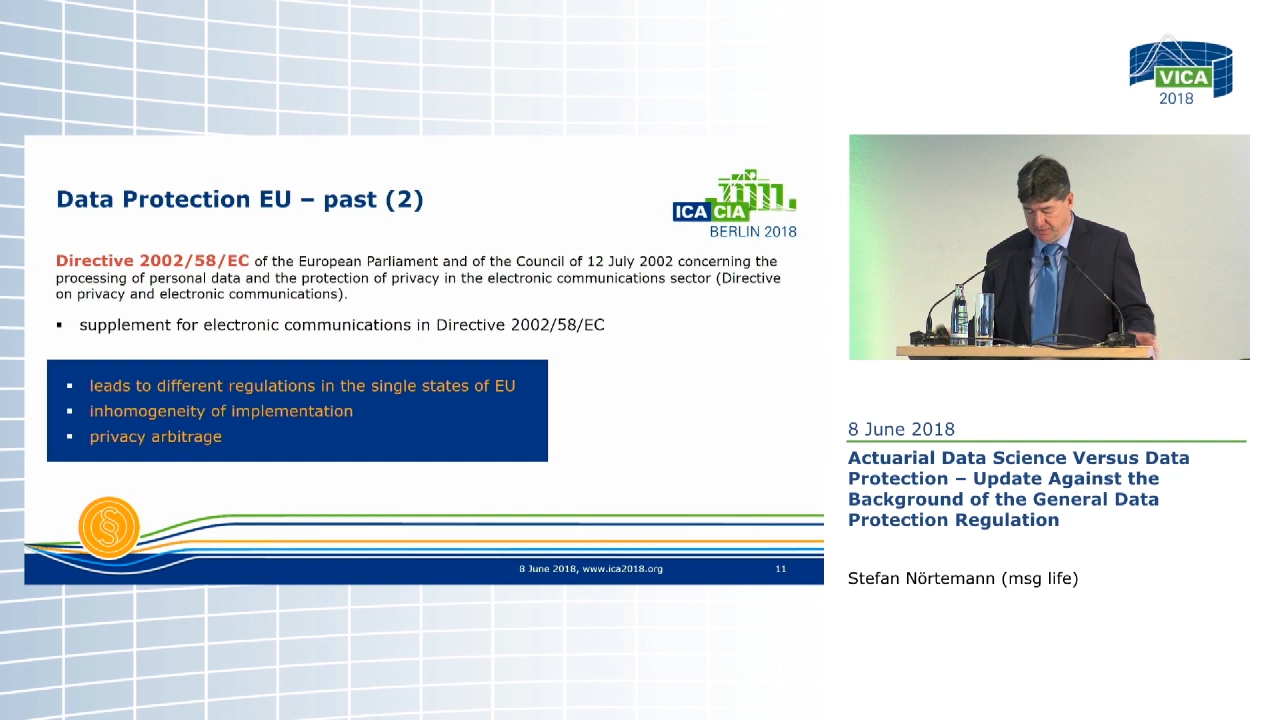 VICA
2018
Data Protection EU – past (2)
ICA CIA
BERLIN 2018
Directive 2002/58/EC of the European Parliament and of the Council of 12 July 2002 concerning the
processing of personal data and the protection of privacy in the electronic communications sector (Directive
on privacy and electronic communications).
▪ supplement for electronic communications in Directive 2002/58/EC
▪ leads to different regulations in the single states of EU
▪ inhomogeneity of implementation
▪ privacy arbitrage
§
8 June 2018, www.ica2018.org 11
8 June 2018
Actuarial Data Science Versus Data
Protection – Update Against the
Background of the General Data
Protection Regulation
Stefan Nörtemann (msg life)